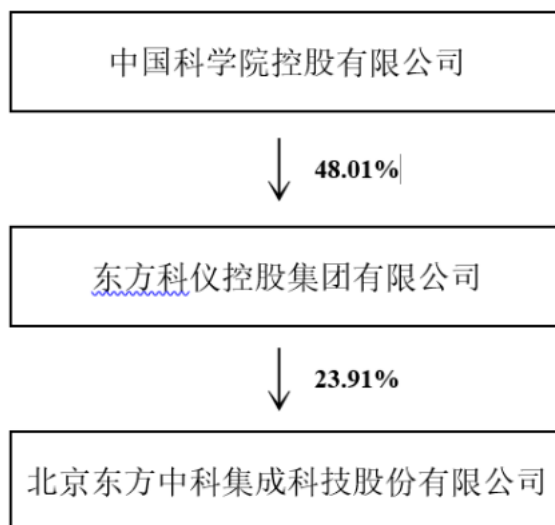 中国科学院控股有限公司
48.01%
东方科仪控股集团有限公司
23.91%
北京东方中科集成科技股份有限公司